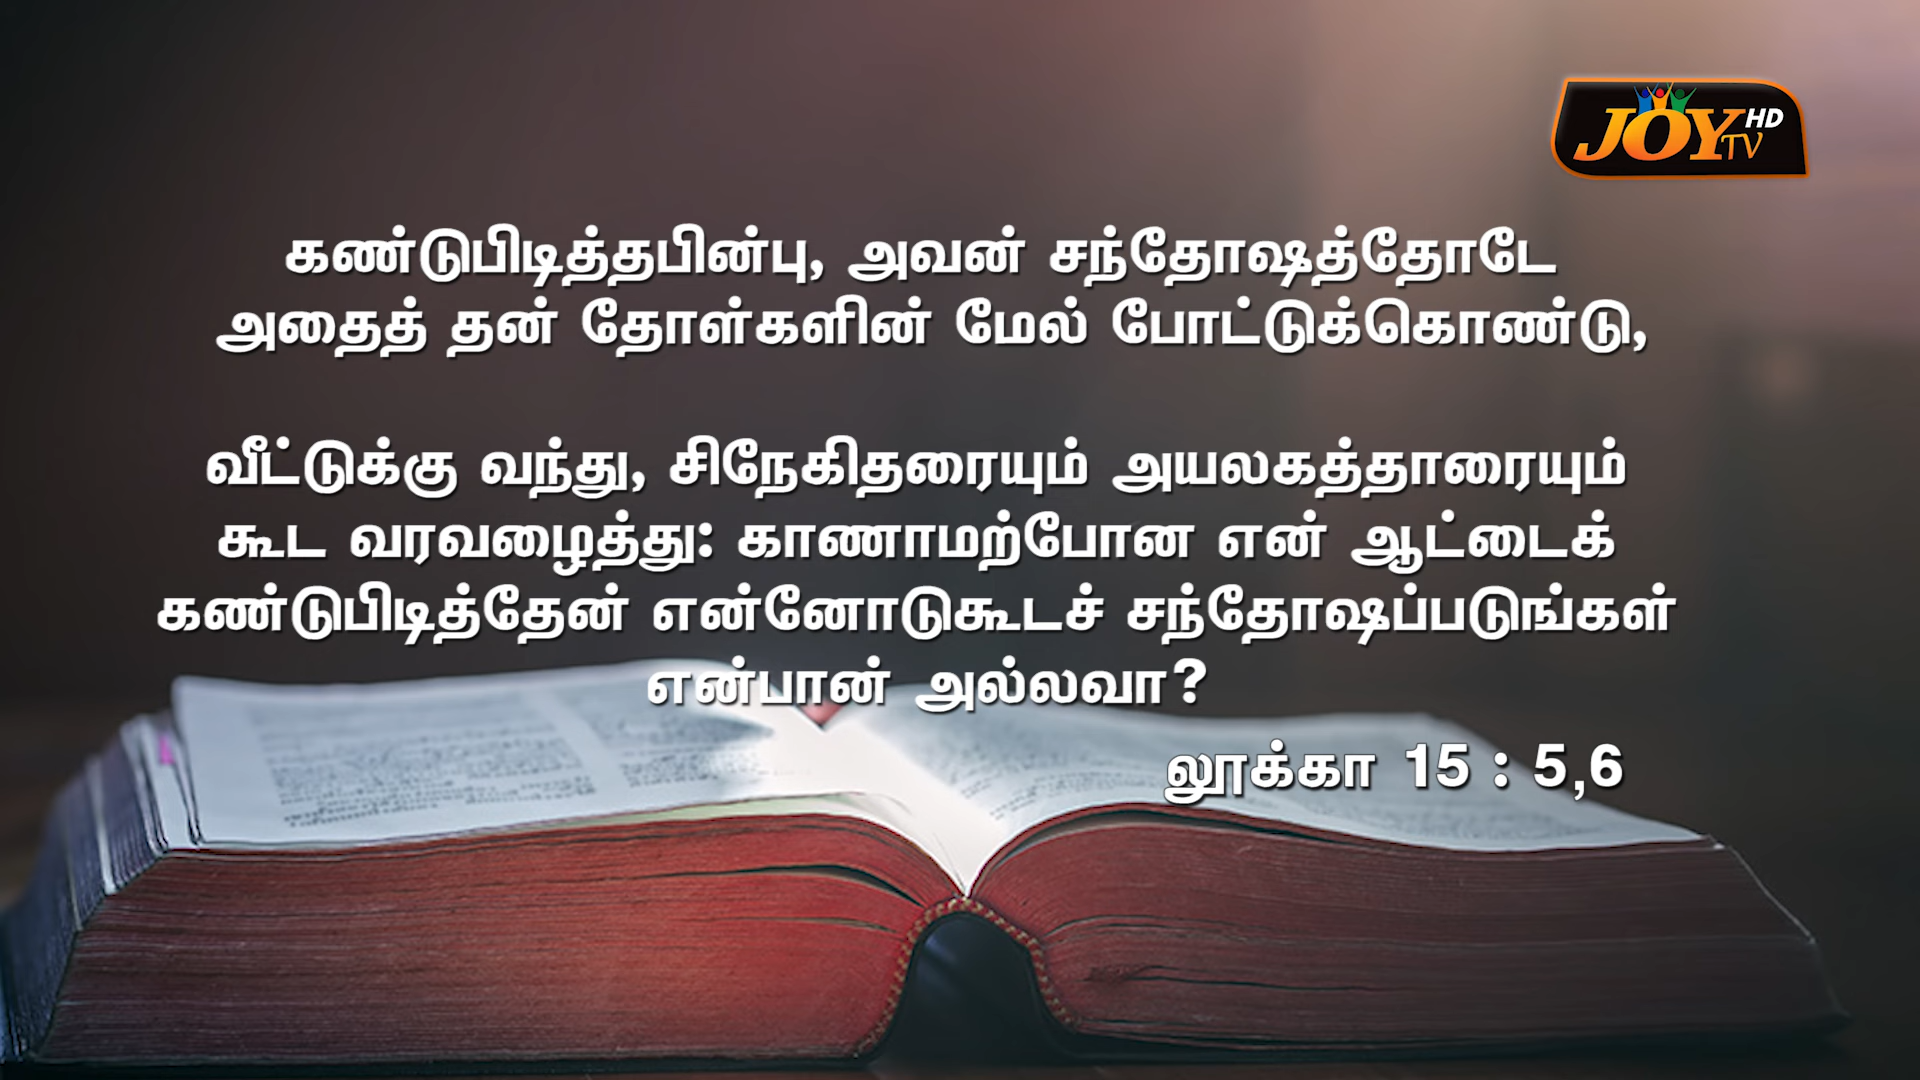 JOY TV HD
கண்டுபிடித்தபின்பு, அவன் சந்தோஷத்தோடே
அதைத் தன் தோள்களின் மேல் போட்டுக்கொண்டு,
வீட்டுக்கு வந்து, சிநேகிதரையும் அயலகத்தாரையும்
கூட வரவழைத்து: காணாமற்போன என் ஆட்டைக்
கண்டுபிடித்தேன் என்னோடுகூடச் சந்தோஷப்படுங்கள்
என்பான் அல்லவா?
லூக்கா 15 : 5,6